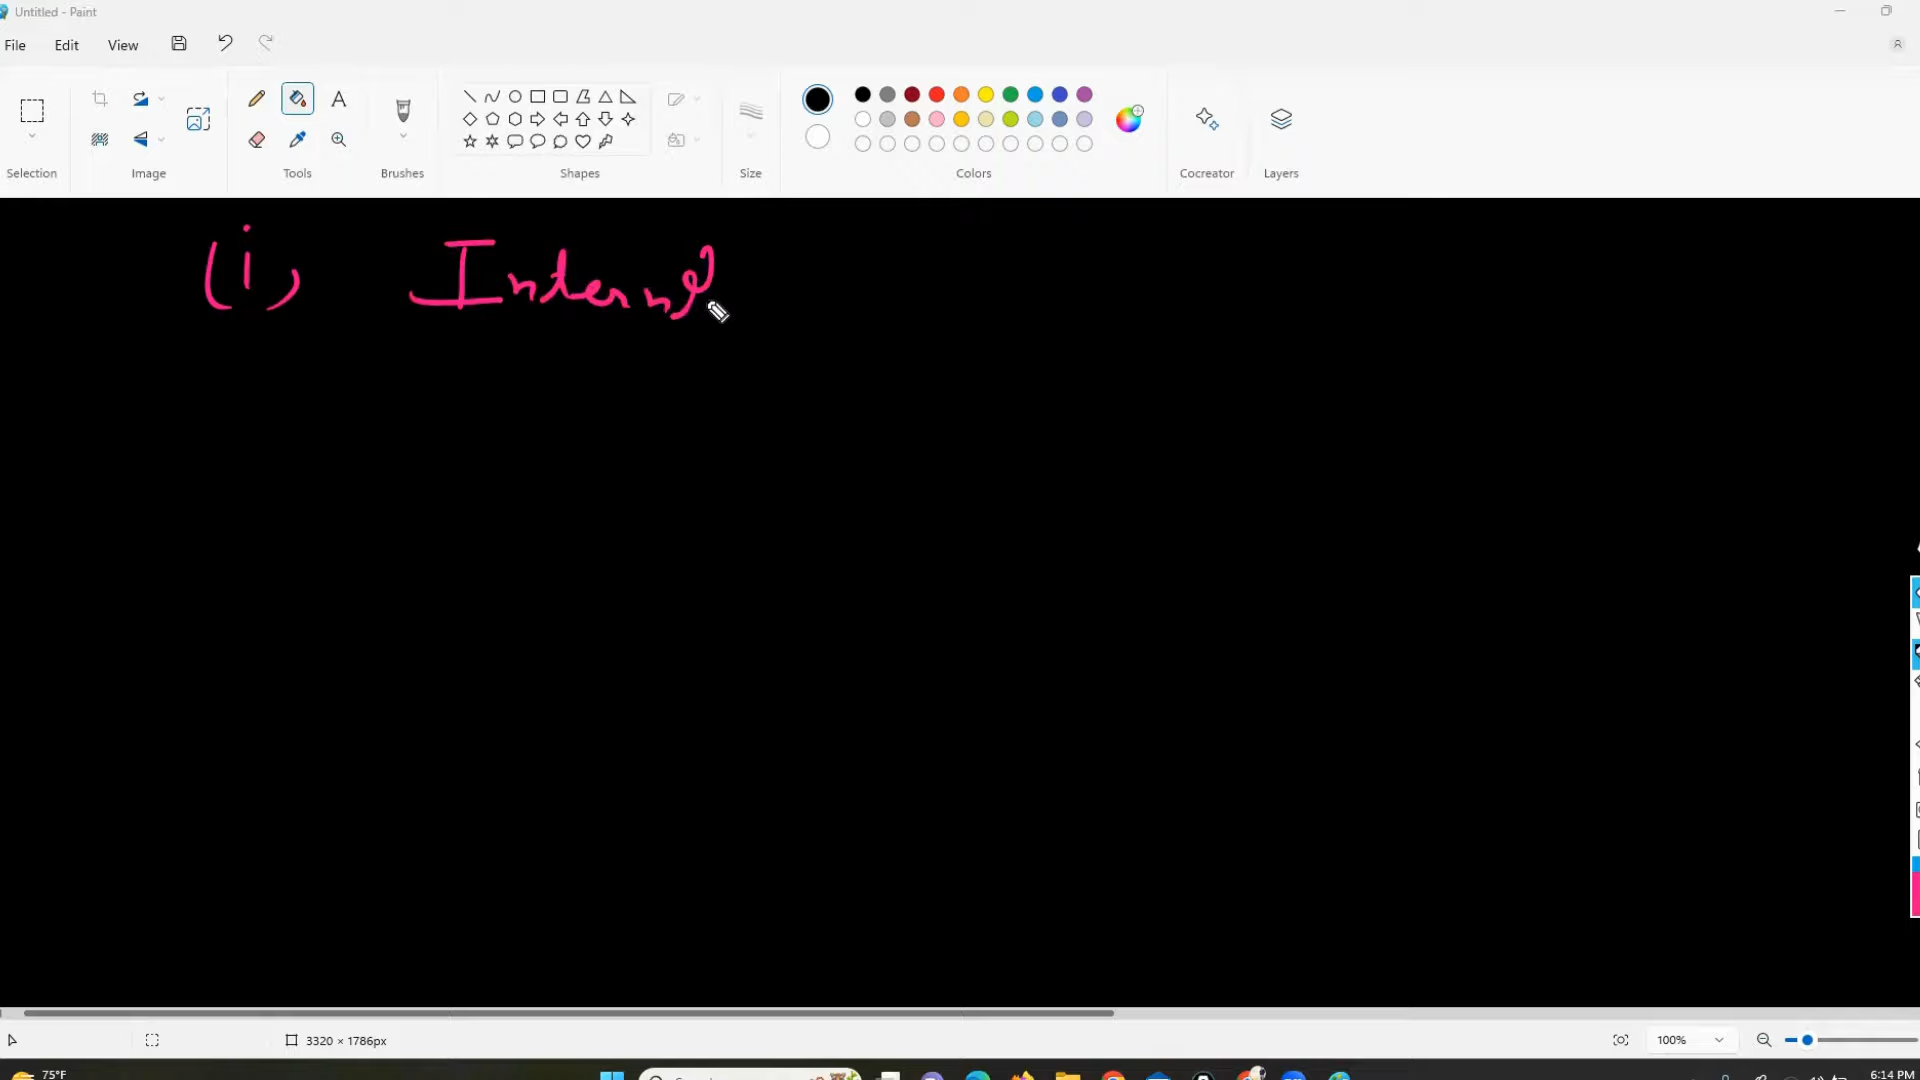 Untitled - Paint
File Edit View
Selection Image Tools Brushes Shapes Size Colors Cocreator Layers
(i) Internal
3320 × 1786px 100%
75°F 6:14 PM